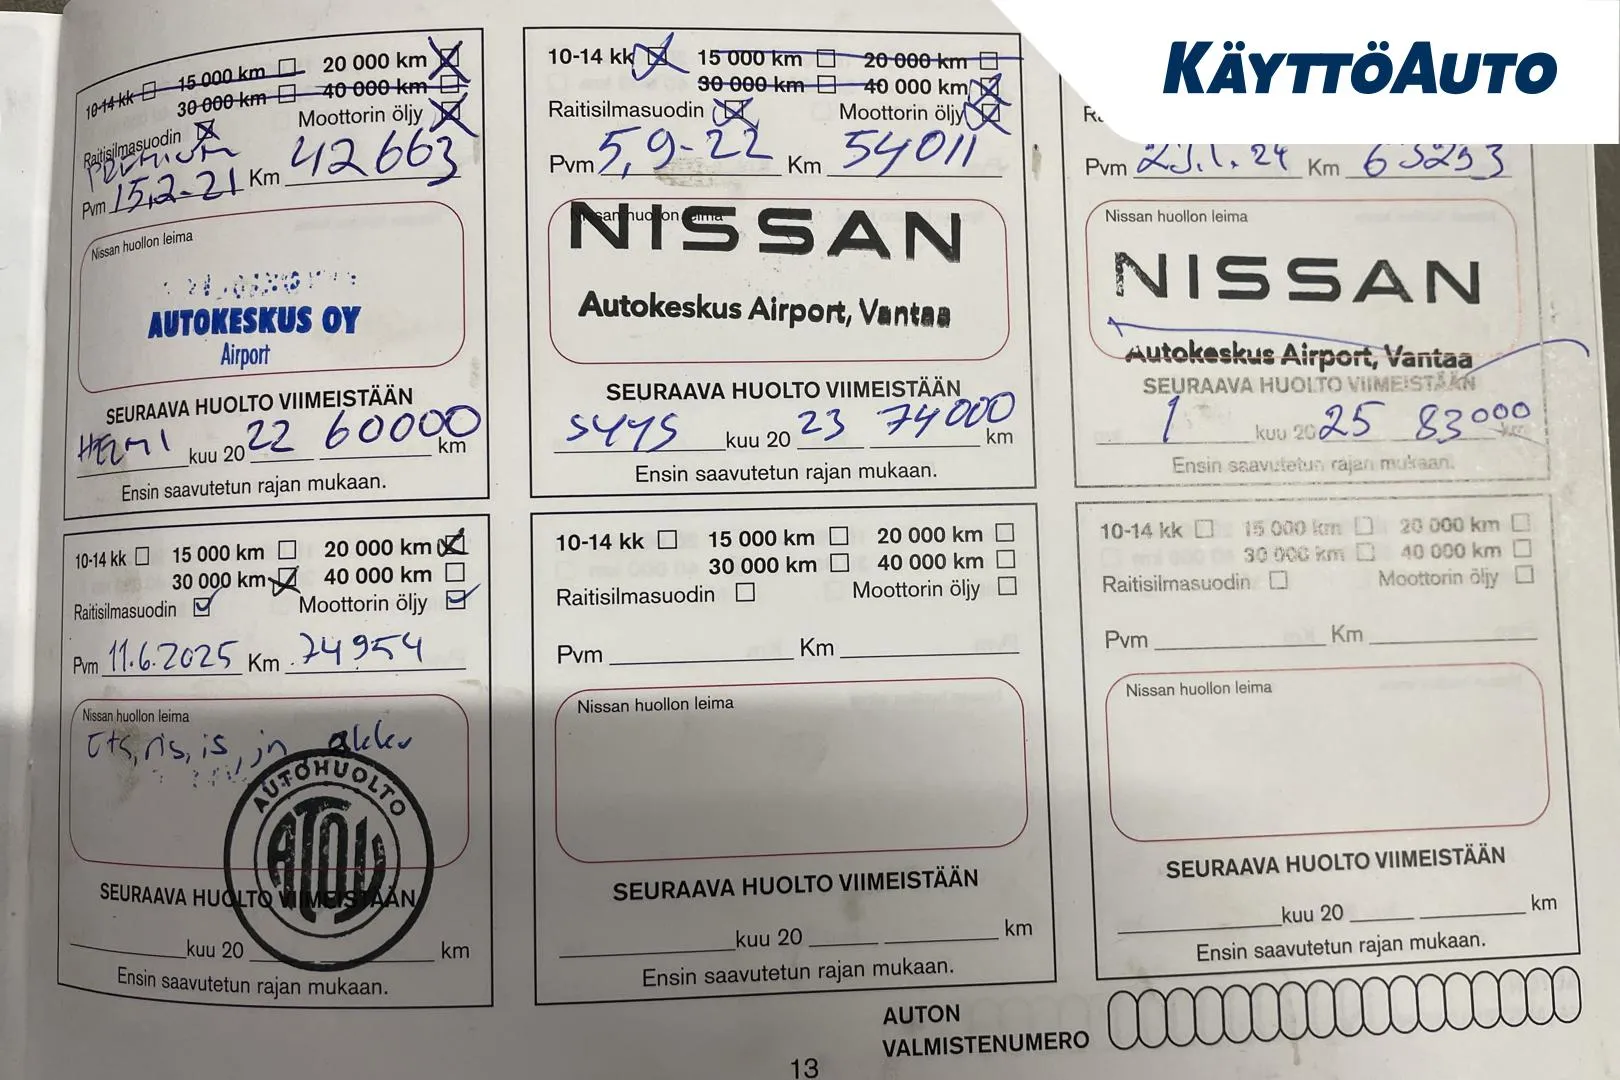 KÄYTTÖAUTO
10-14 kk 15 000 km 20 000 km
30 000 km 40 000 km
Raitisilmasuodin Moottorin öljy
PREMIUM
Pvm 15,2-21 Km 42663
Nissan huollon leima
AUTOKESKUS OY
Airport
SEURAAVA HUOLTO VIIMEISTÄÄN
HELMI kuu 20 22 60000 km
Ensin saavutetun rajan mukaan.
10-14 kk 15 000 km 20 000 km
30 000 km 40 000 km
Raitisilmasuodin Moottorin öljy
Pvm 5,9-22 Km 54011
Nissan huollon leima
NISSAN
Autokeskus Airport, Vantaa
SEURAAVA HUOLTO VIIMEISTÄÄN
SYYS kuu 20 23 74000 km
Ensin saavutetun rajan mukaan.
Pvm 23.1.24 Km 63253
Nissan huollon leima
NISSAN
Autokeskus Airport, Vantaa
SEURAAVA HUOLTO VIIMEISTÄÄN
1 kuu 20 25 83000 km
Ensin saavutetun rajan mukaan.
10-14 kk 15 000 km 20 000 km
30 000 km 40 000 km
Raitisilmasuodin Moottorin öljy
Pvm 11.6.2025 Km 74954
Nissan huollon leima
ris, is, jn akku
AUTOHUOLTO
ATOJ
SEURAAVA HUOLTO VIIMEISTÄÄN
kuu 20 km
Ensin saavutetun rajan mukaan.
10-14 kk 15 000 km 20 000 km
30 000 km 40 000 km
Raitisilmasuodin Moottorin öljy
Pvm Km
Nissan huollon leima
SEURAAVA HUOLTO VIIMEISTÄÄN
kuu 20 km
Ensin saavutetun rajan mukaan.
10-14 kk 15 000 km 20 000 km
30 000 km 40 000 km
Raitisilmasuodin Moottorin öljy
Pvm Km
Nissan huollon leima
SEURAAVA HUOLTO VIIMEISTÄÄN
kuu 20 km
Ensin saavutetun rajan mukaan.
AUTON
VALMISTENUMERO
13